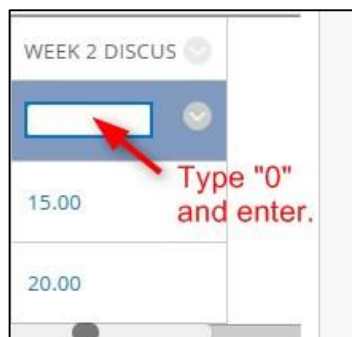 WEEK 2 DISCUS
Type "0"
and enter.
15.00
20.00